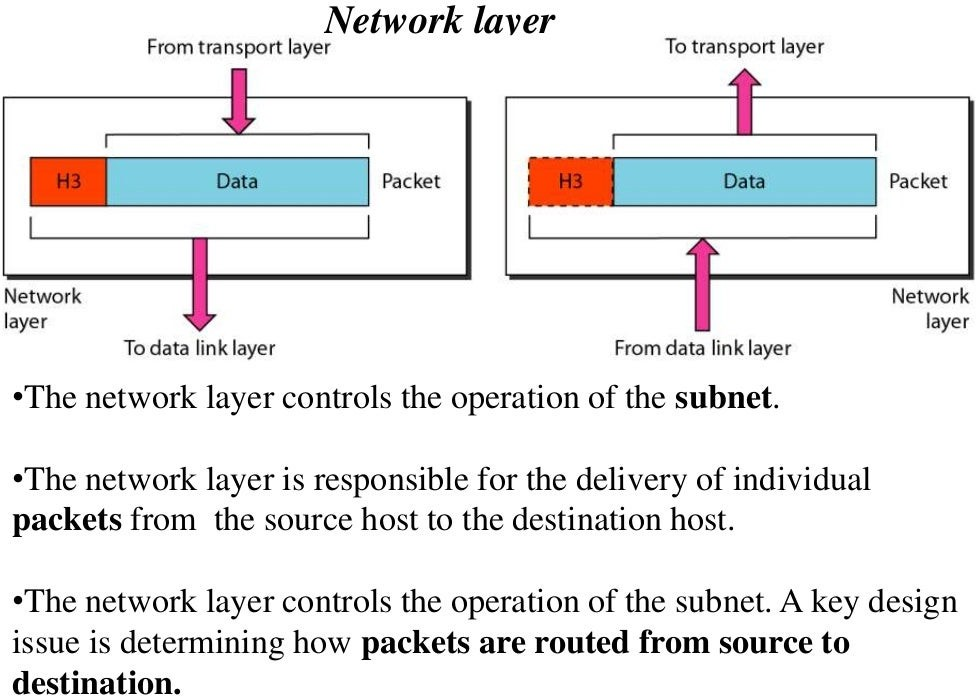 Network layer
From transport layer
To transport layer
H3
Data
Packet
H3
Data
Packet
Network
layer
Network
layer
To data link layer
From data link layer
•The network layer controls the operation of the subnet.
•The network layer is responsible for the delivery of individual
packets from  the source host to the destination host.
•The network layer controls the operation of the subnet. A key design
issue is determining how packets are routed from source to
destination.